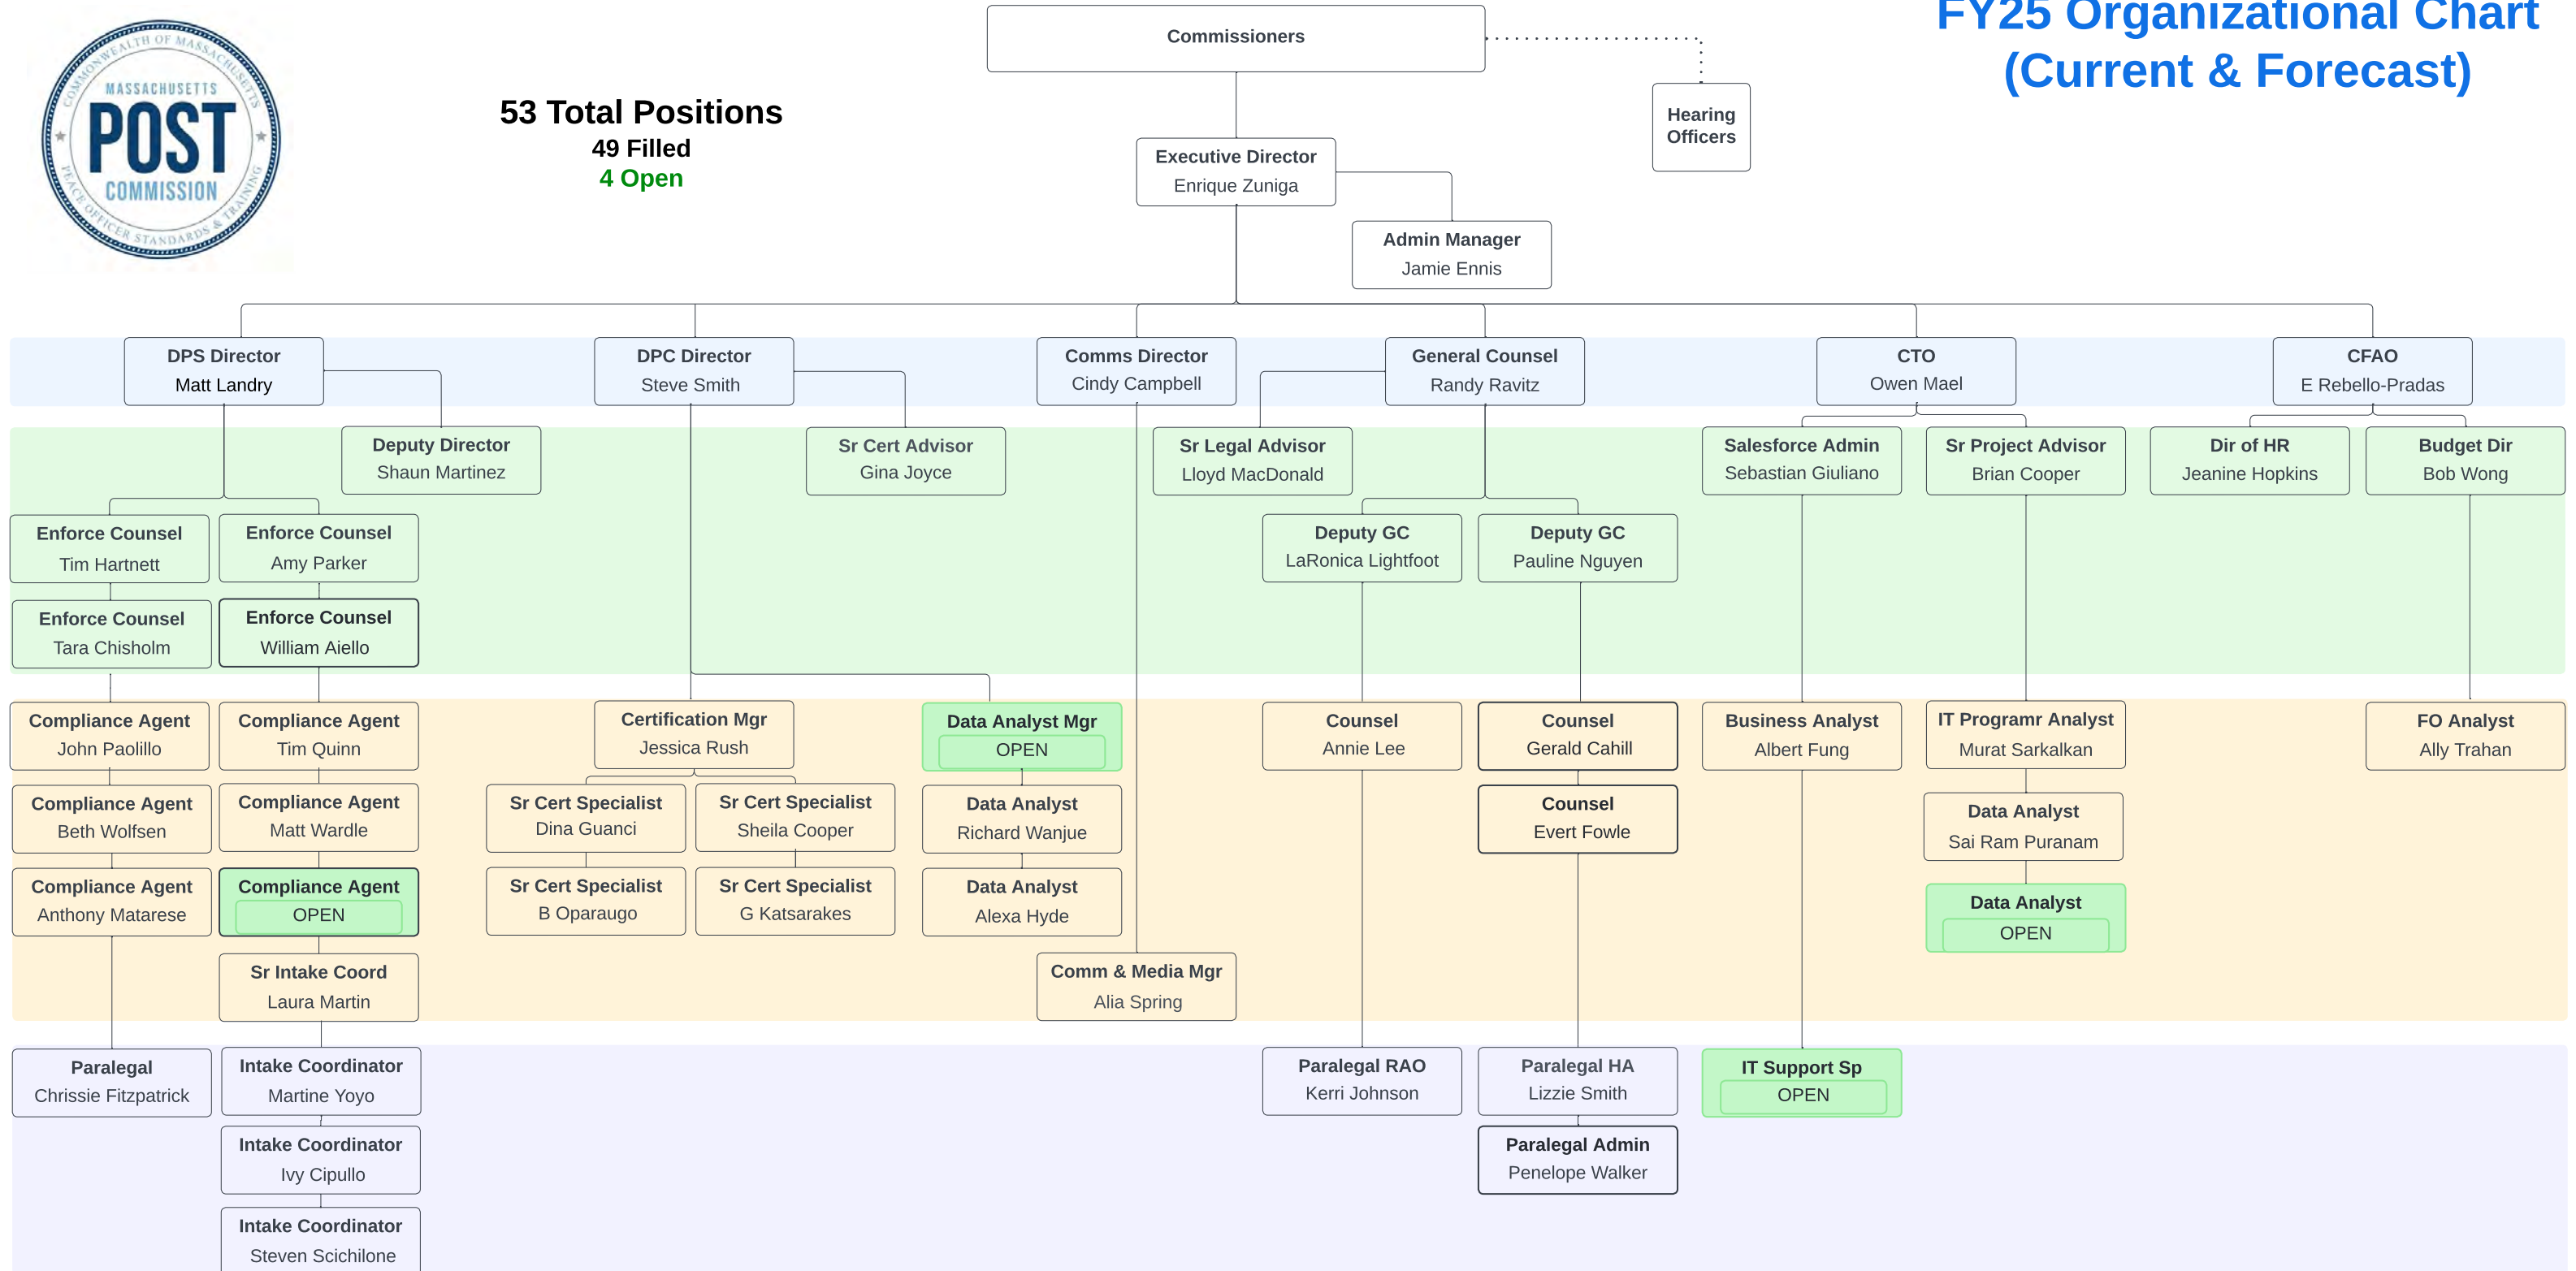 COMMONWEALTH OF MASSACHUSETTS
MASSACHUSETTS
POST
COMMISSION
PEACE OFFICER STANDARDS & TRAINING
53 Total Positions
49 Filled
4 Open
FY25 Organizational Chart
(Current & Forecast)
Commissioners
Hearing
Officers
Executive Director
Enrique Zuniga
Admin Manager
Jamie Ennis
DPS Director
Matt Landry
DPC Director
Steve Smith
Comms Director
Cindy Campbell
General Counsel
Randy Ravitz
CTO
Owen Mael
CFAO
E Rebello-Pradas
Deputy Director
Shaun Martinez
Sr Cert Advisor
Gina Joyce
Sr Legal Advisor
Lloyd MacDonald
Salesforce Admin
Sebastian Giuliano
Sr Project Advisor
Brian Cooper
Dir of HR
Jeanine Hopkins
Budget Dir
Bob Wong
Enforce Counsel
Tim Hartnett
Enforce Counsel
Amy Parker
Deputy GC
LaRonica Lightfoot
Deputy GC
Pauline Nguyen
Enforce Counsel
Tara Chisholm
Enforce Counsel
William Aiello
Compliance Agent
John Paolillo
Compliance Agent
Tim Quinn
Certification Mgr
Jessica Rush
Data Analyst Mgr
OPEN
Counsel
Annie Lee
Counsel
Gerald Cahill
Business Analyst
Albert Fung
IT Programr Analyst
Murat Sarkalkan
FO Analyst
Ally Trahan
Compliance Agent
Beth Wolfsen
Compliance Agent
Matt Wardle
Sr Cert Specialist
Dina Guanci
Sr Cert Specialist
Sheila Cooper
Data Analyst
Richard Wanjue
Counsel
Evert Fowle
Data Analyst
Sai Ram Puranam
Compliance Agent
Anthony Matarese
Compliance Agent
OPEN
Sr Cert Specialist
B Oparaugo
Sr Cert Specialist
G Katsarakes
Data Analyst
Alexa Hyde
Data Analyst
OPEN
Sr Intake Coord
Laura Martin
Comm & Media Mgr
Alia Spring
Paralegal
Chrissie Fitzpatrick
Intake Coordinator
Martine Yoyo
Paralegal RAO
Kerri Johnson
Paralegal HA
Lizzie Smith
IT Support Sp
OPEN
Intake Coordinator
Ivy Cipullo
Paralegal Admin
Penelope Walker
Intake Coordinator
Steven Scichilone